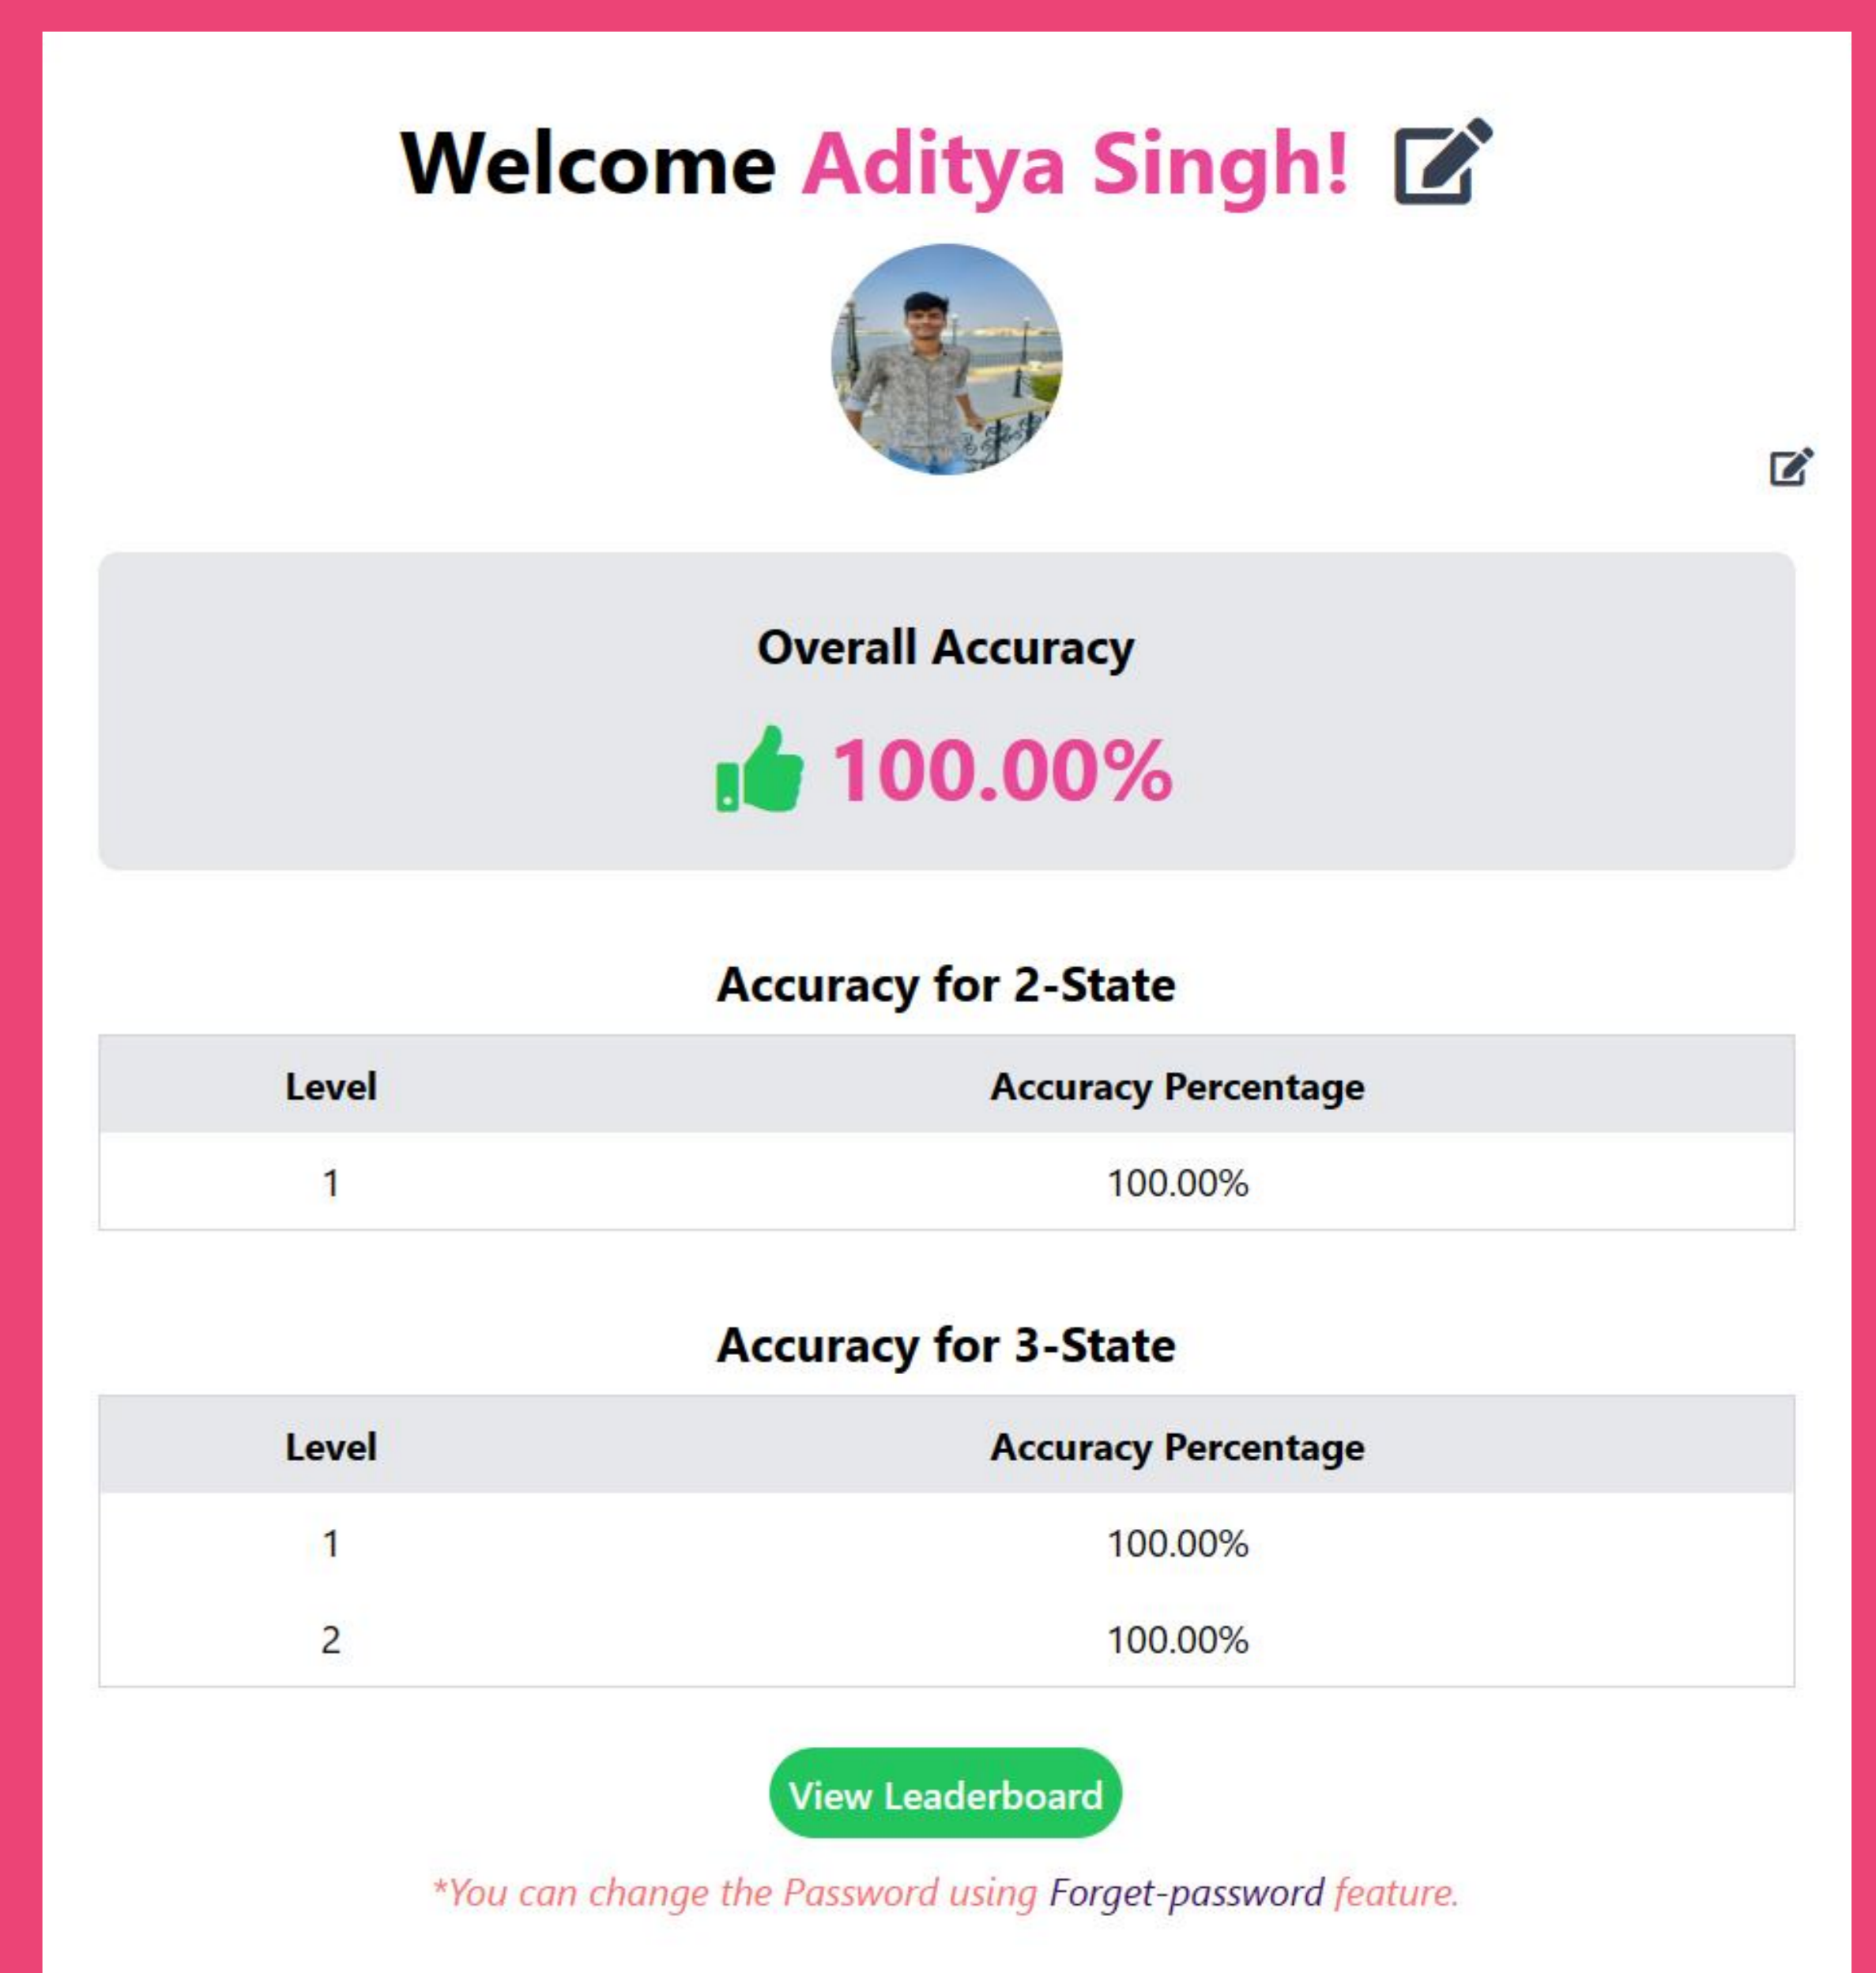 Welcome Aditya Singh!
Overall Accuracy
100.00%
Accuracy for 2-State
Level Accuracy Percentage
1 100.00%
Accuracy for 3-State
Level Accuracy Percentage
1 100.00%
2 100.00%
View Leaderboard
*You can change the Password using Forget-password feature.